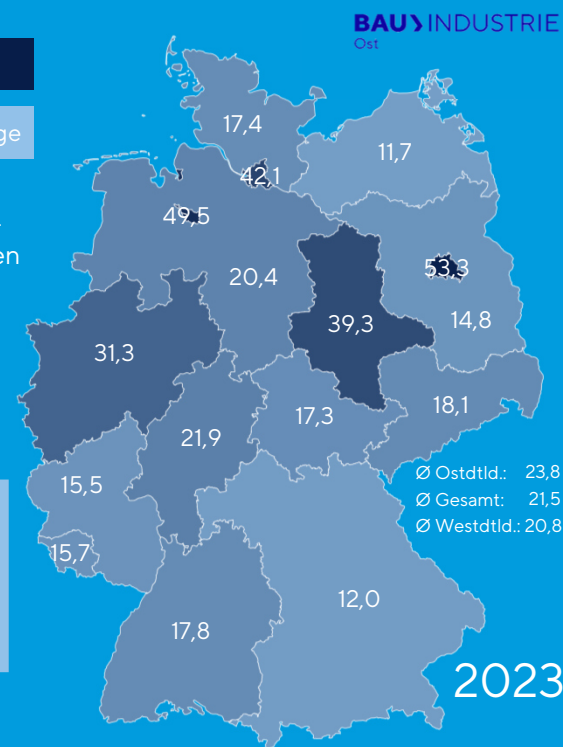 BAU INDUSTRIE
Ost
ge
en
17,4
11,7
42,1
49,5
53,3
20,4
39,3
14,8
31,3
18,1
17,3
21,9
Ø Ostdtld.: 23,8
15,5
Ø Gesamt: 21,5
Ø Westdtld.: 20,8
15,7
12,0
17,8
2023